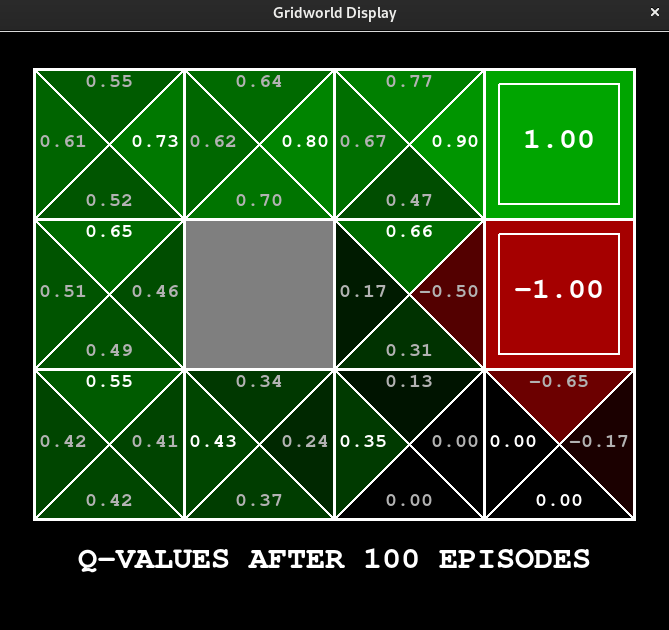 Gridworld Display ×
0.55 0.64 0.77
0.61 0.73 0.62 0.80 0.67 0.90 1.00
0.52 0.70 0.47
0.65 0.66
0.51 0.46 0.17 −0.50 −1.00
0.49 0.31
0.55 0.34 0.13 −0.65
0.42 0.41 0.43 0.24 0.35 0.00 0.00 −0.17
0.42 0.37 0.00 0.00
Q−VALUES AFTER 100 EPISODES